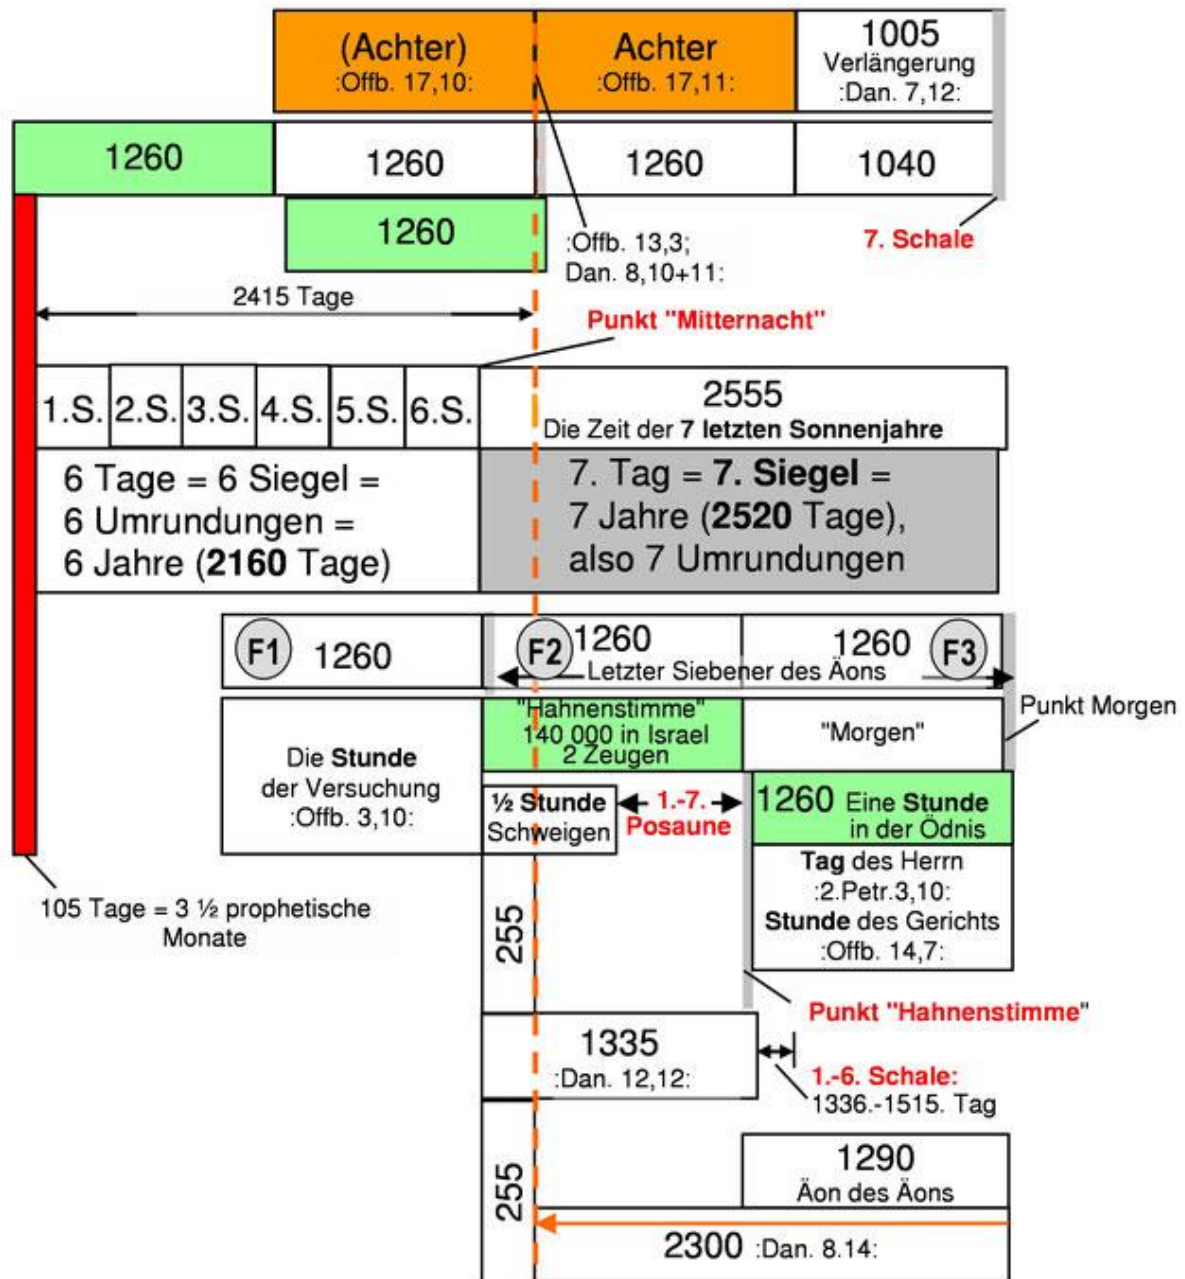 (Achter)
:Offb. 17,10:
Achter
:Offb. 17,11:
1005
Verlängerung
:Dan. 7,12:
1260
1260
1260
1040
1260
:Offb. 13,3;
Dan. 8,10+11:
7. Schale
2415 Tage
Punkt "Mitternacht"
1.S.
2.S.
3.S.
4.S.
5.S.
6.S.
2555
Die Zeit der 7 letzten Sonnenjahre
6 Tage = 6 Siegel =
6 Umrundungen =
6 Jahre (2160 Tage)
7. Tag = 7. Siegel =
7 Jahre (2520 Tage),
also 7 Umrundungen
F1
1260
F2
1260
1260
F3
Letzter Siebener des Äons
Punkt Morgen
Die Stunde
der Versuchung
:Offb. 3,10:
"Hahnenstimme"
140 000 in Israel
2 Zeugen
"Morgen"
½ Stunde
Schweigen
1.-7.
Posaune
1260 Eine Stunde
in der Ödnis
Tag des Herrn
:2.Petr.3,10:
Stunde des Gerichts
:Offb. 14,7:
105 Tage = 3 ½ prophetische
Monate
255
Punkt "Hahnenstimme"
1335
:Dan. 12,12:
1.-6. Schale:
1336.-1515. Tag
255
1290
Äon des Äons
2300 :Dan. 8.14: